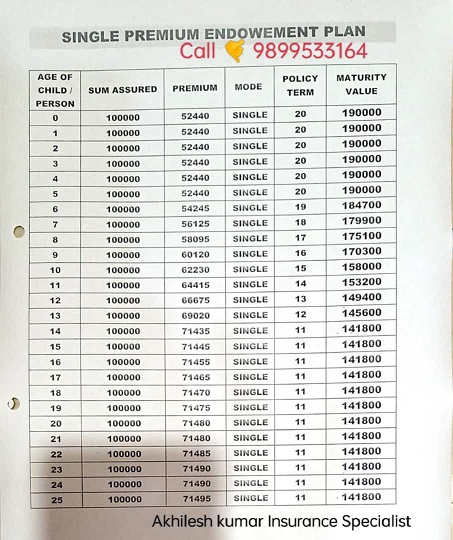 SINGLE PREMIUM ENDOWEMENT PLAN
Call 🤙 9899533164
AGE OF CHILD / PERSON SUM ASSURED PREMIUM MODE POLICY TERM MATURITY VALUE
0 100000 52440 SINGLE 20 190000
1 100000 52440 SINGLE 20 190000
2 100000 52440 SINGLE 20 190000
3 100000 52440 SINGLE 20 190000
4 100000 52440 SINGLE 20 190000
5 100000 52440 SINGLE 20 190000
6 100000 54245 SINGLE 19 184700
7 100000 56125 SINGLE 18 179900
8 100000 58095 SINGLE 17 175100
9 100000 60120 SINGLE 16 170300
10 100000 62230 SINGLE 15 158000
11 100000 64415 SINGLE 14 153200
12 100000 66675 SINGLE 13 149400
13 100000 69020 SINGLE 12 145600
14 100000 71435 SINGLE 11 141800
15 100000 71445 SINGLE 11 141800
16 100000 71455 SINGLE 11 141800
17 100000 71465 SINGLE 11 141800
18 100000 71470 SINGLE 11 141800
19 100000 71475 SINGLE 11 141800
20 100000 71480 SINGLE 11 141800
21 100000 71480 SINGLE 11 141800
22 100000 71485 SINGLE 11 141800
23 100000 71490 SINGLE 11 141800
24 100000 71490 SINGLE 11 141800
25 100000 71495 SINGLE 11 141800
Akhilesh kumar Insurance Specialist